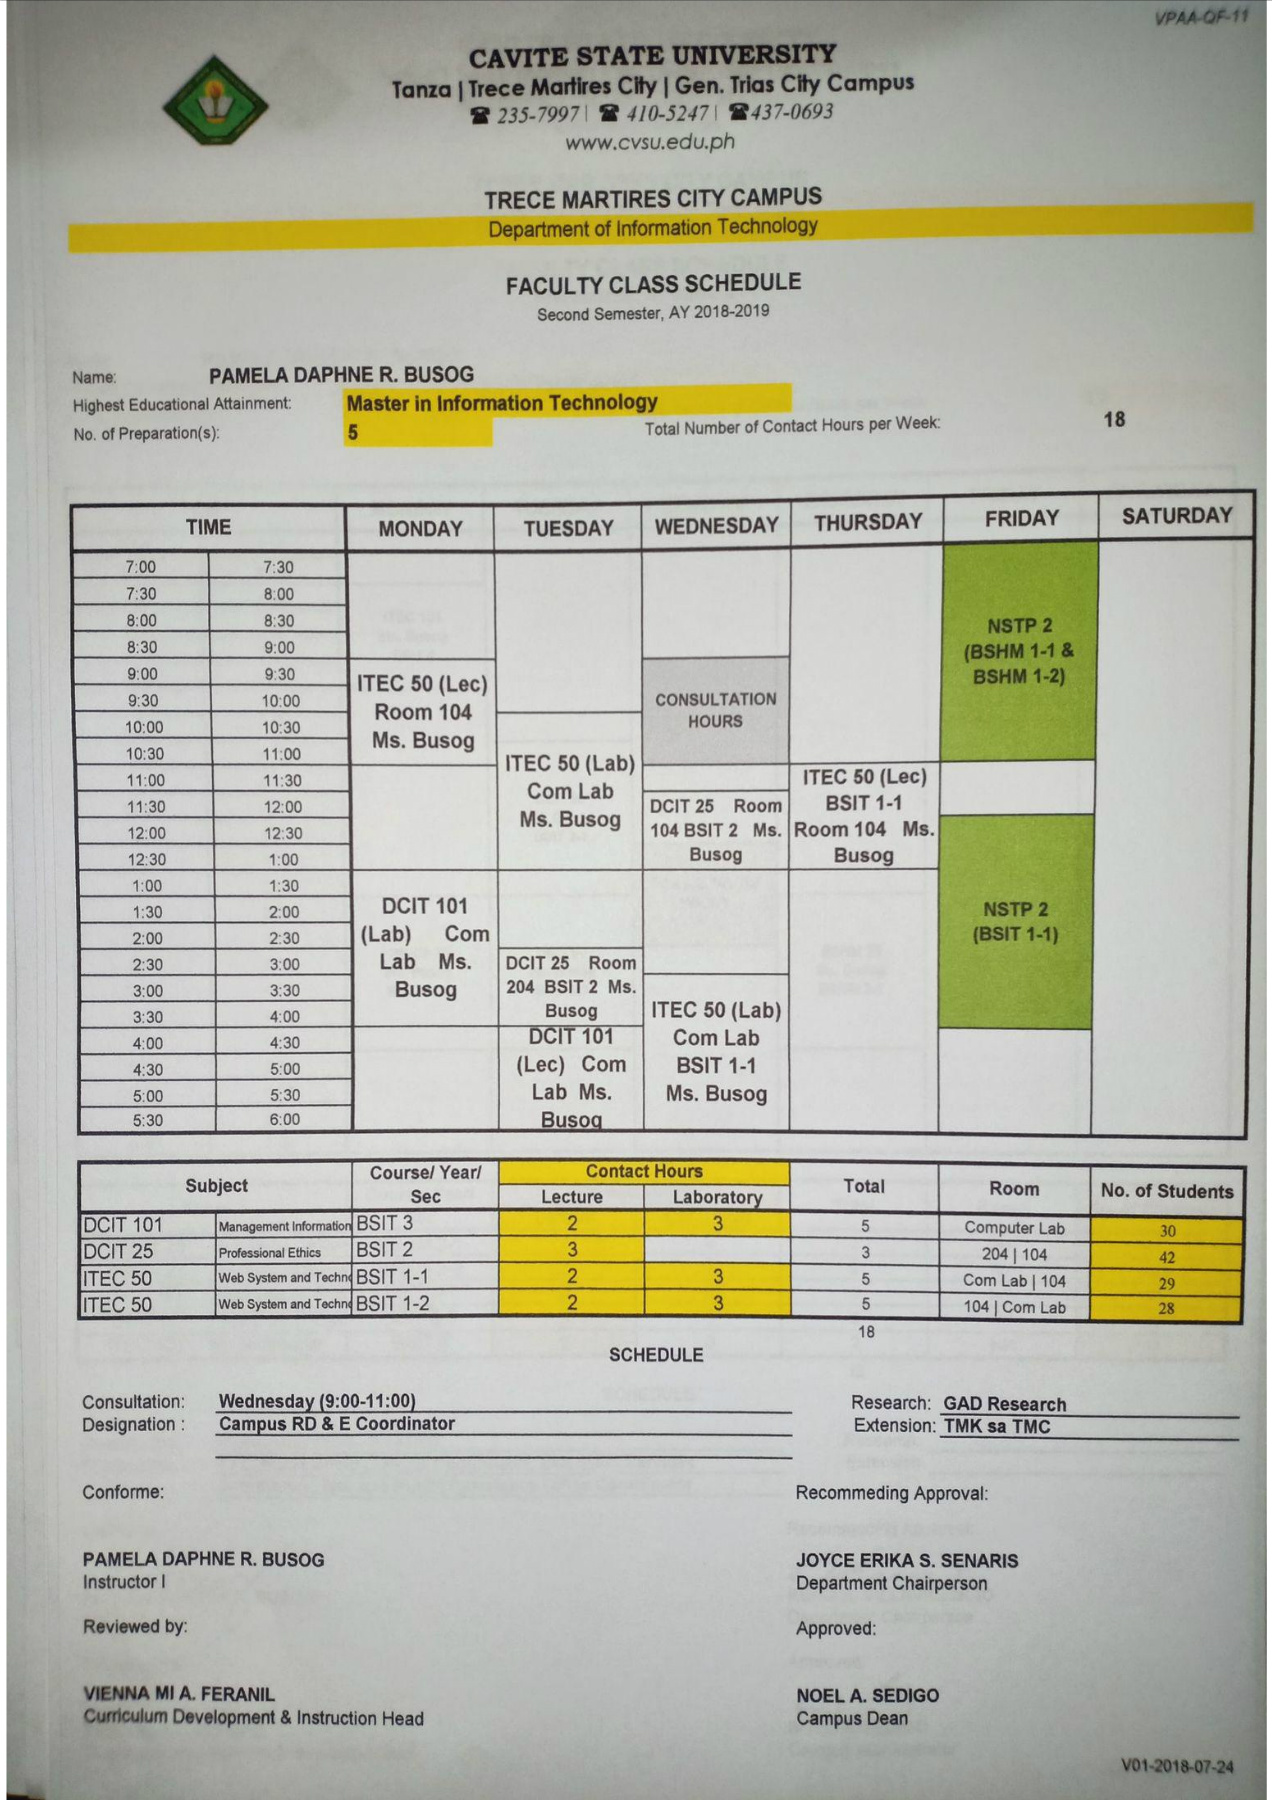 VPAA-QF-11
CAVITE STATE UNIVERSITY
Tanza | Trece Martires City | Gen. Trias City Campus
☎ 235-7997| ☎ 410-5247| ☎437-0693
www.cvsu.edu.ph
TRECE MARTIRES CITY CAMPUS
Department of Information Technology
FACULTY CLASS SCHEDULE
Second Semester, AY 2018-2019
Name: PAMELA DAPHNE R. BUSOG
Highest Educational Attainment: Master in Information Technology
No. of Preparation(s): 5 Total Number of Contact Hours per Week: 18
TIME MONDAY TUESDAY WEDNESDAY THURSDAY FRIDAY SATURDAY
7:00 7:30
7:30 8:00
8:00 8:30
8:30 9:00
9:00 9:30
9:30 10:00
10:00 10:30
10:30 11:00
11:00 11:30
11:30 12:00
12:00 12:30
12:30 1:00
1:00 1:30
1:30 2:00
2:00 2:30
2:30 3:00
3:00 3:30
3:30 4:00
4:00 4:30
4:30 5:00
5:00 5:30
5:30 6:00
ITEC 50 (Lec)
Room 104
Ms. Busog
DCIT 101
(Lab) Com
Lab Ms.
Busog
ITEC 50 (Lab)
Com Lab
Ms. Busog
DCIT 25 Room
204 BSIT 2 Ms.
Busog
DCIT 101
(Lec) Com
Lab Ms.
Busog
CONSULTATION
HOURS
DCIT 25 Room
104 BSIT 2 Ms.
Busog
ITEC 50 (Lab)
Com Lab
BSIT 1-1
Ms. Busog
ITEC 50 (Lec)
BSIT 1-1
Room 104 Ms.
Busog
NSTP 2
(BSHM 1-1 &
BSHM 1-2)
NSTP 2
(BSIT 1-1)
Subject Course/ Year/ Sec Contact Hours Total Room No. of Students
Lecture Laboratory
DCIT 101 Management Information BSIT 3 2 3 5 Computer Lab 30
DCIT 25 Professional Ethics BSIT 2 3 3 204 | 104 42
ITEC 50 Web System and Techno BSIT 1-1 2 3 5 Com Lab | 104 29
ITEC 50 Web System and Techno BSIT 1-2 2 3 5 104 | Com Lab 28
18
SCHEDULE
Consultation: Wednesday (9:00-11:00) Research: GAD Research
Designation : Campus RD & E Coordinator Extension: TMK sa TMC
Conforme: Recommeding Approval:
PAMELA DAPHNE R. BUSOG JOYCE ERIKA S. SENARIS
Instructor I Department Chairperson
Reviewed by: Approved:
VIENNA MI A. FERANIL NOEL A. SEDIGO
Curriculum Development & Instruction Head Campus Dean
V01-2018-07-24